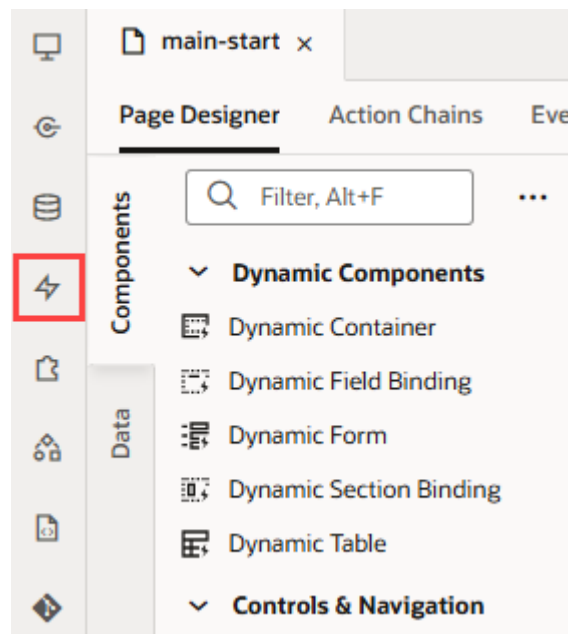 main-start ×
Page Designer Action Chains Eve
Components
Data
Filter, Alt+F
Dynamic Components
Dynamic Container
Dynamic Field Binding
Dynamic Form
Dynamic Section Binding
Dynamic Table
Controls & Navigation